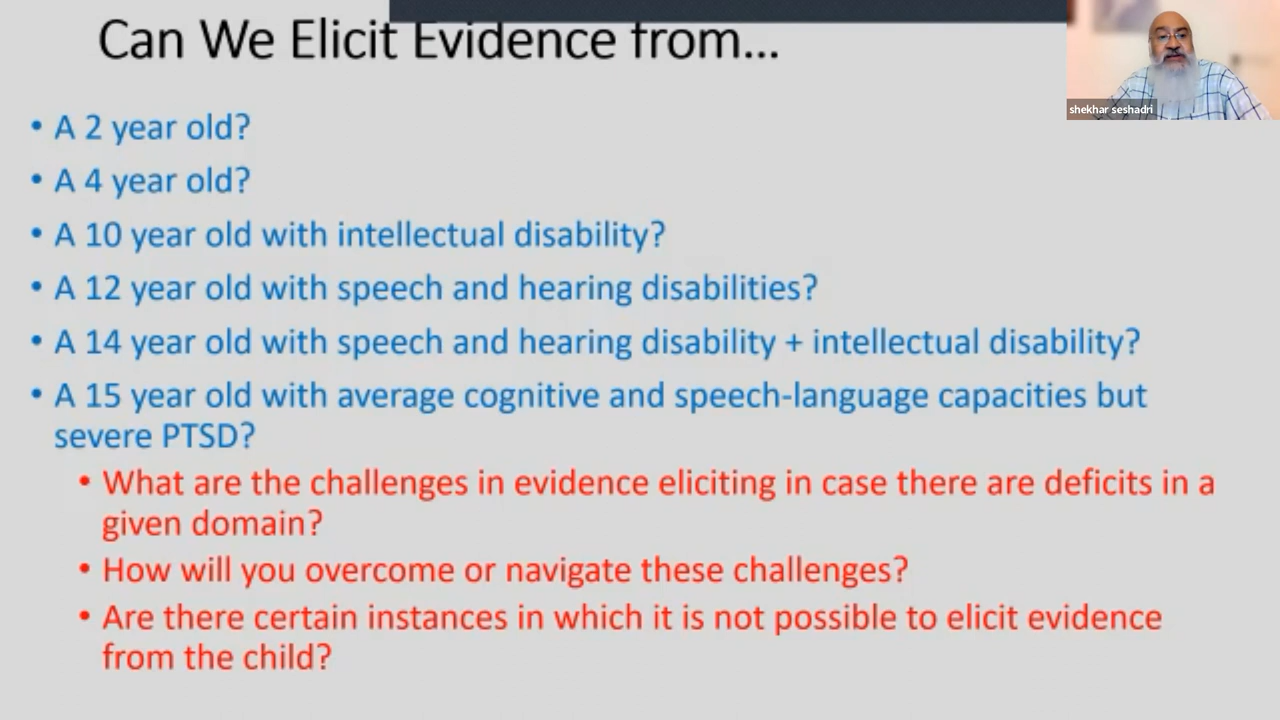 Can We Elicit Evidence from...
shekhar seshadri
• A 2 year old?
• A 4 year old?
• A 10 year old with intellectual disability?
• A 12 year old with speech and hearing disabilities?
• A 14 year old with speech and hearing disability + intellectual disability?
• A 15 year old with average cognitive and speech-language capacities but
severe PTSD?
• What are the challenges in evidence eliciting in case there are deficits in a
given domain?
• How will you overcome or navigate these challenges?
• Are there certain instances in which it is not possible to elicit evidence
from the child?